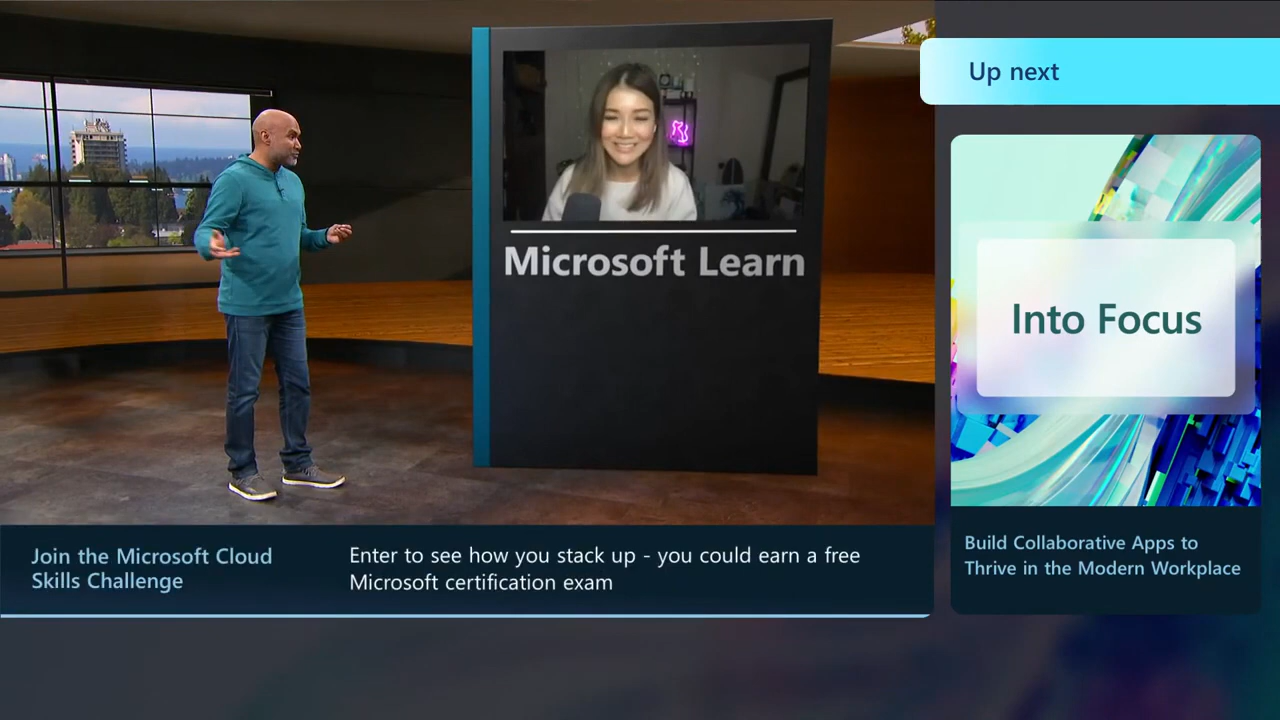 Microsoft Learn
Join the Microsoft Cloud
Skills Challenge
Enter to see how you stack up - you could earn a free
Microsoft certification exam
Up next
Into Focus
Build Collaborative Apps to
Thrive in the Modern Workplace